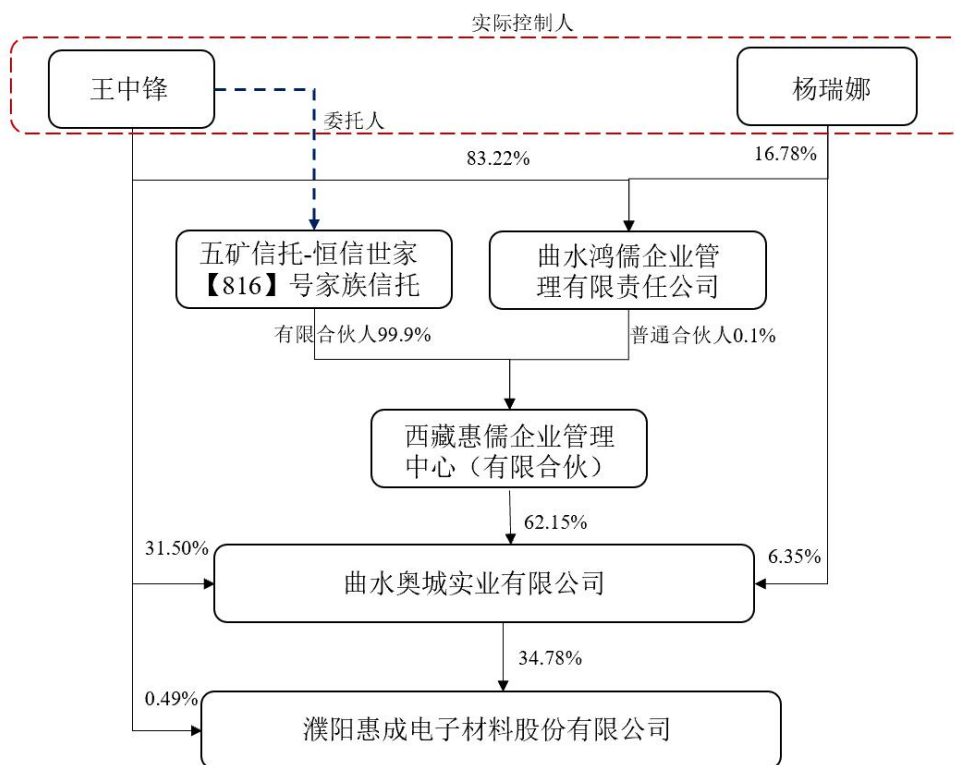 实际控制人
王中锋
杨瑞娜
委托人
83.22%
16.78%
五矿信托-恒信世家
【816】号家族信托
曲水鸿儒企业管
理有限责任公司
有限合伙人99.9%
普通合伙人0.1%
西藏惠儒企业管理
中心（有限合伙）
62.15%
31.50%
6.35%
曲水奥城实业有限公司
34.78%
0.49%
濮阳惠成电子材料股份有限公司